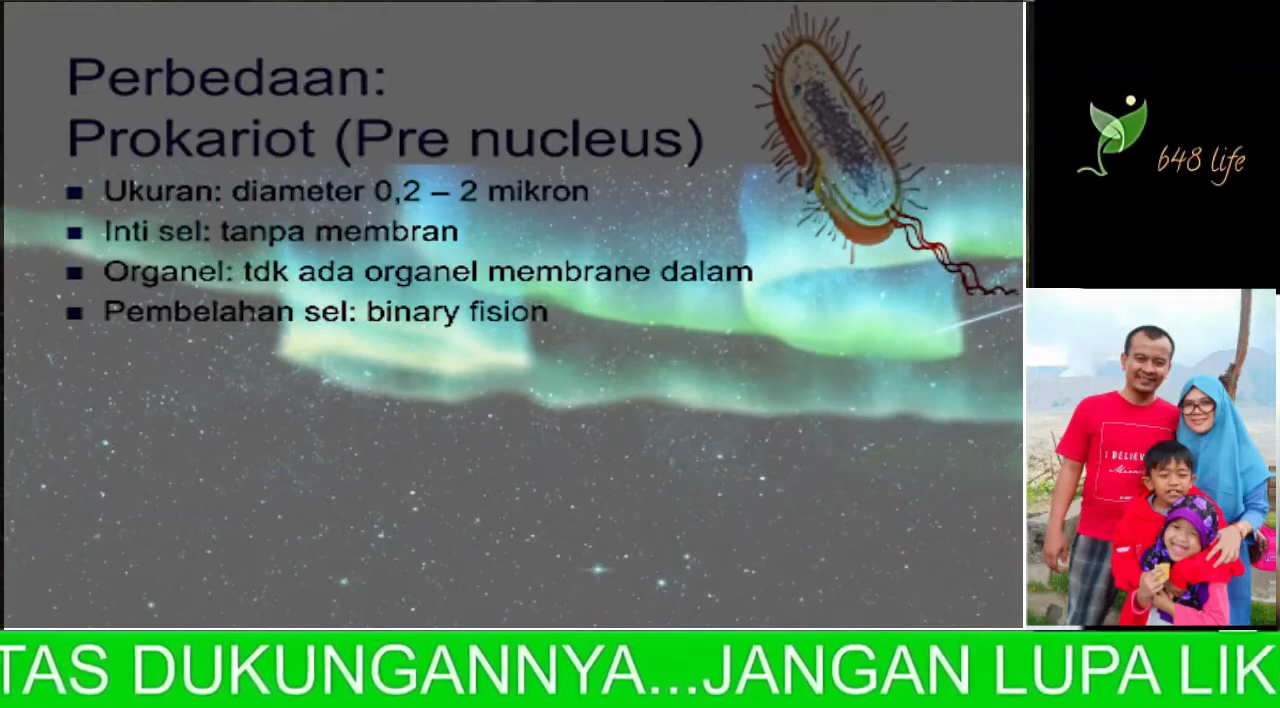 Perbedaan:
Prokariot (Pre nucleus)
Ukuran: diameter 0,2 – 2 mikron
Inti sel: tanpa membran
Organel: tdk ada organel membrane dalam
Pembelahan sel: binary fision
648 life
I BELIEV
TAS DUKUNGANNYA...JANGAN LUPA LIK